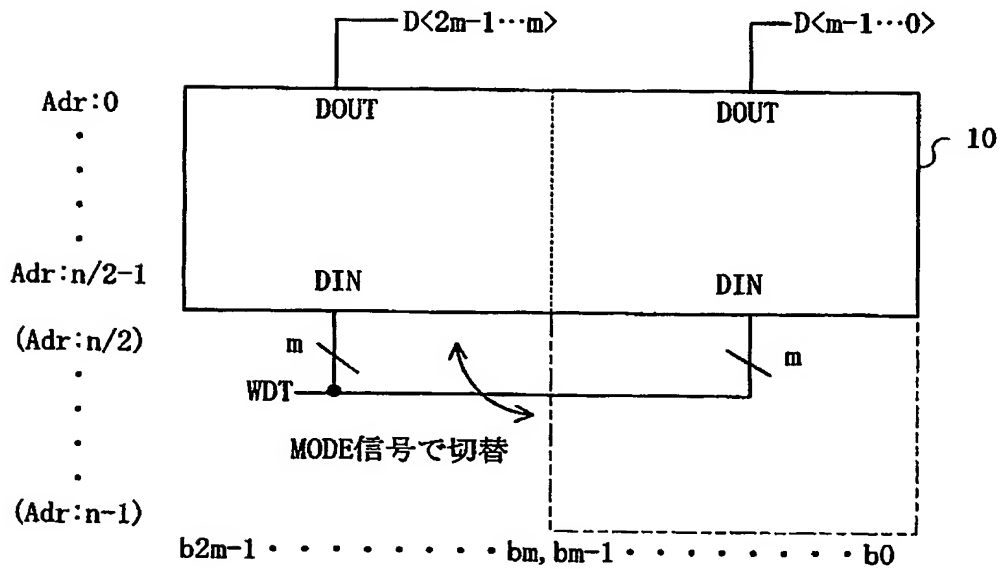 D<2m-1…m>
D<m-1…0>
Adr:0
DOUT
DOUT
10
Adr:n/2-1
DIN
DIN
(Adr:n/2)
m
m
WDT
MODE信号で切替
(Adr:n-1)
b2m-1 ・・・・・・・・ bm, bm-1 ・・・・・・・ b0